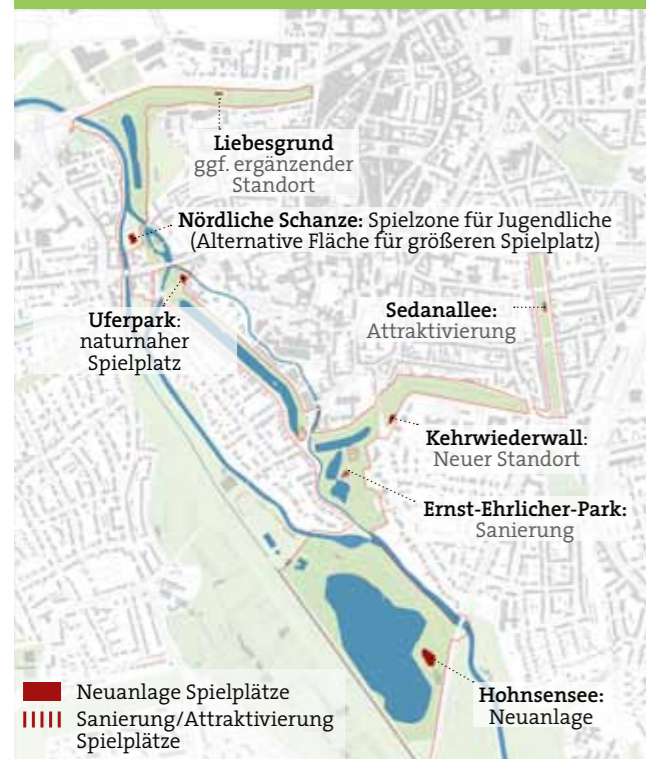 Liebesgrund
ggf. ergänzender
Standort
Nördliche Schanze: Spielzone für Jugendliche
(Alternative Fläche für größeren Spielplatz)
Uferpark:
naturnaher
Spielplatz
Sedanallee:
Attraktivierung
Kehrwiederwall:
Neuer Standort
Ernst-Ehrlicher-Park:
Sanierung
Hohnsensee:
Neuanlage
Neuanlage Spielplätze
Sanierung/Attraktivierung
Spielplätze